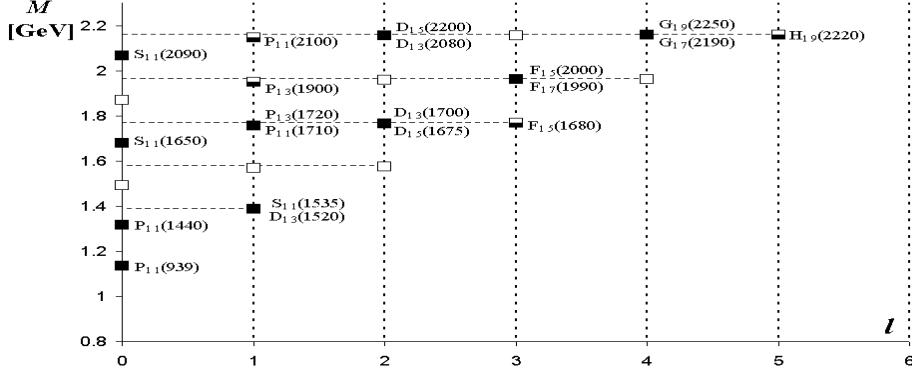 M
[GeV]
2.2
2
1.8
1.6
1.4
1.2
1
0.8
D₁₅(2200)
D₁₃(2080)
P₁₁(2100)
G₁₉(2250)
G₁₇(2190)
H₁₉(2220)
S₁₁(2090)
P₁₃(1900)
F₁₅(2000)
F₁₇(1990)
P₁₃(1720)
P₁₁(1710)
D₁₃(1700)
D₁₅(1675)
F₁₅(1680)
S₁₁(1650)
S₁₁(1535)
D₁₃(1520)
P₁₁(1440)
P₁₁(939)
l
0 1 2 3 4 5 6